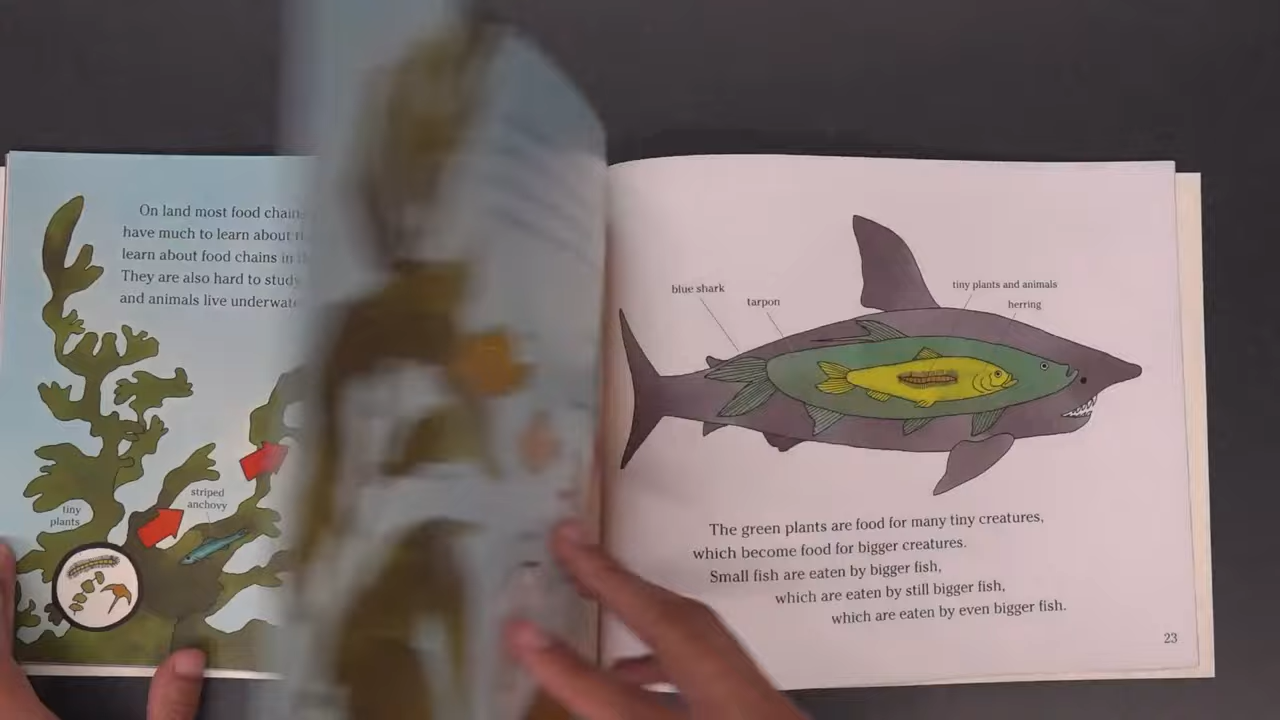 On land most food chain
have much to learn about
learn about food chains in
They are also hard to study
and animals live underwate
tiny
plants
striped
anchovy
blue shark
tarpon
tiny plants and animals
herring
The green plants are food for many tiny creatures,
which become food for bigger creatures.
Small fish are eaten by bigger fish,
which are eaten by still bigger fish,
which are eaten by even bigger fish.
23